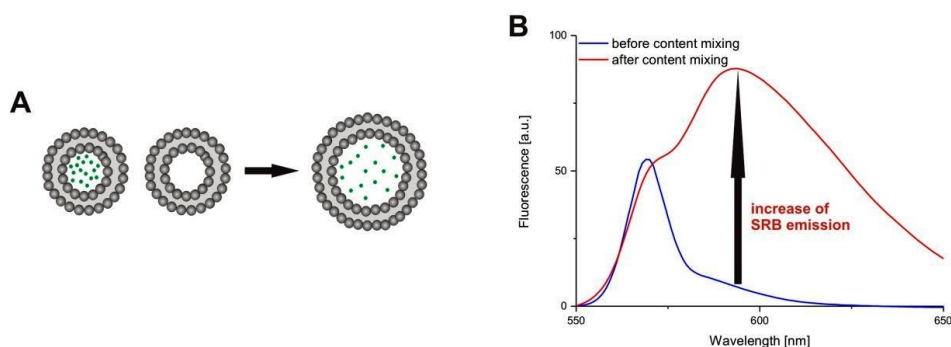 A
B
Fluorescence [a.u.]
100
50
0
before content mixing
after content mixing
increase of
SRB emission
550
600
650
Wavelength [nm]